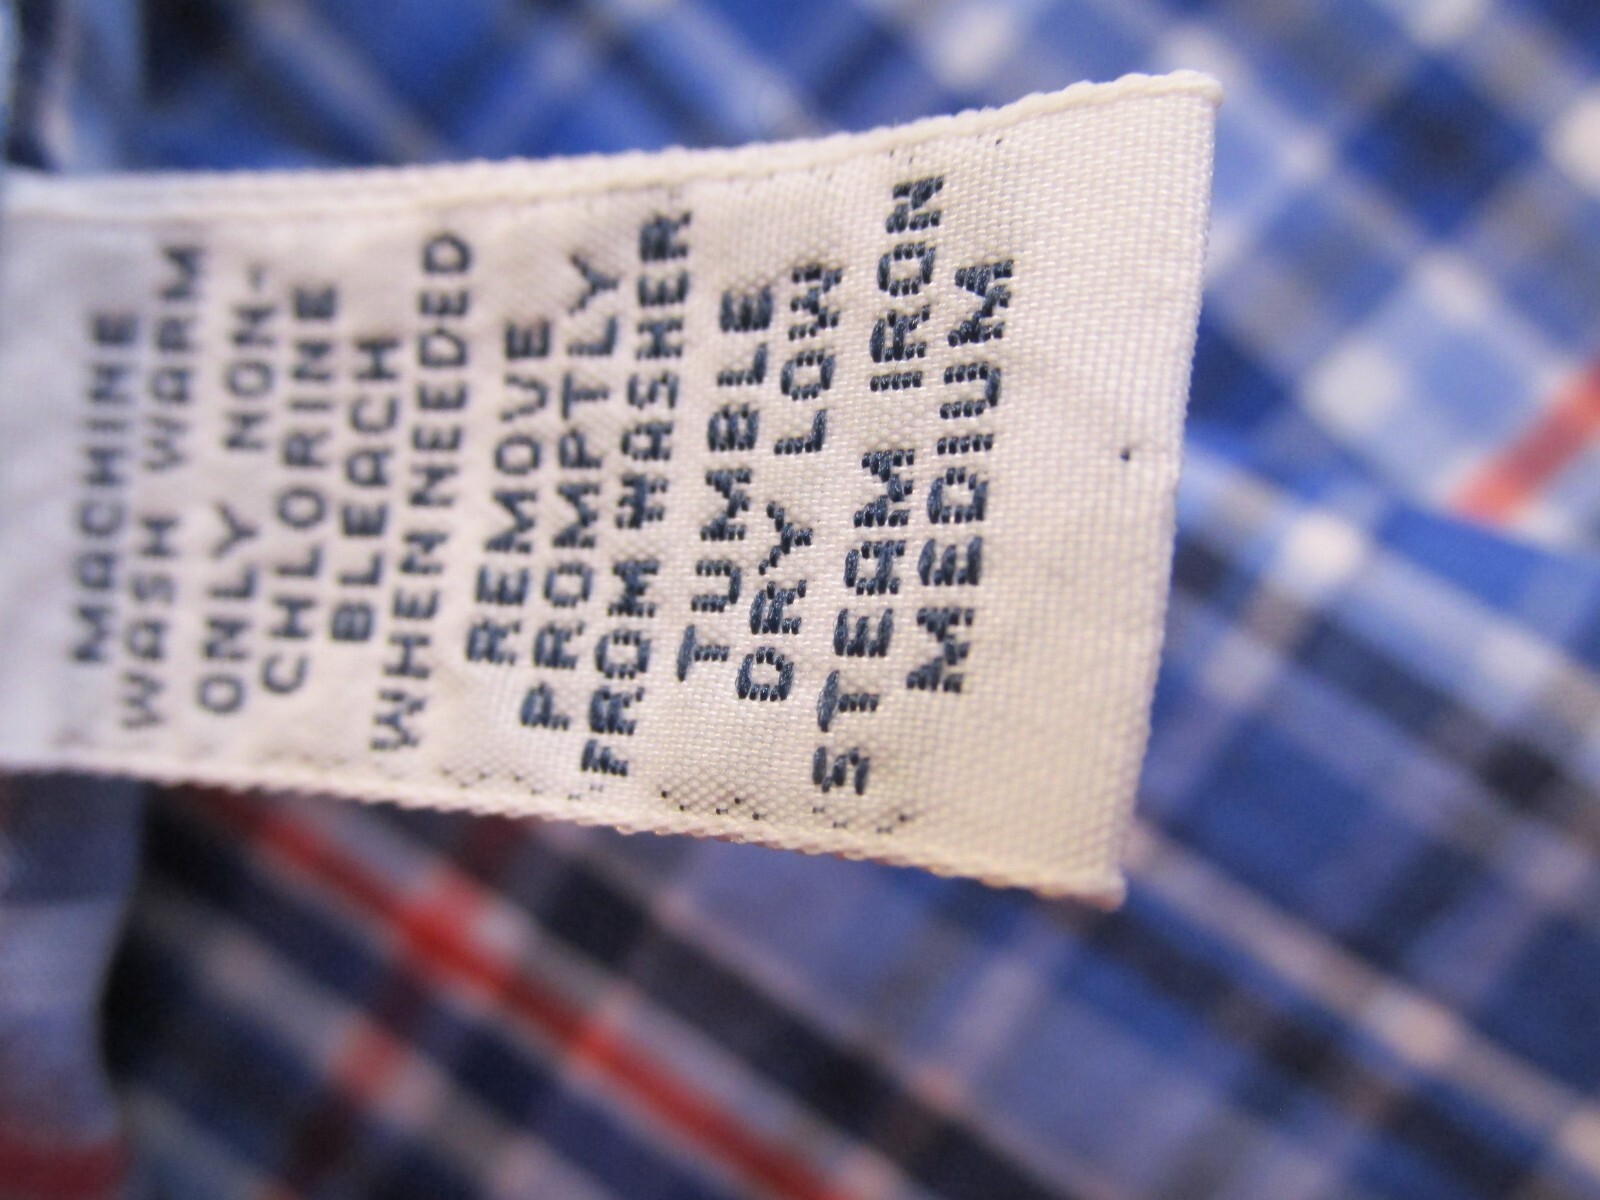 MACHINE
WASH WARM
ONLY NON-
CHLORINE
BLEACH
WHEN NEEDED
REMOVE
PROMPTLY
FROM WASHER
TUMBLE
DRY LOW
STEAM IRON
MEDIUM